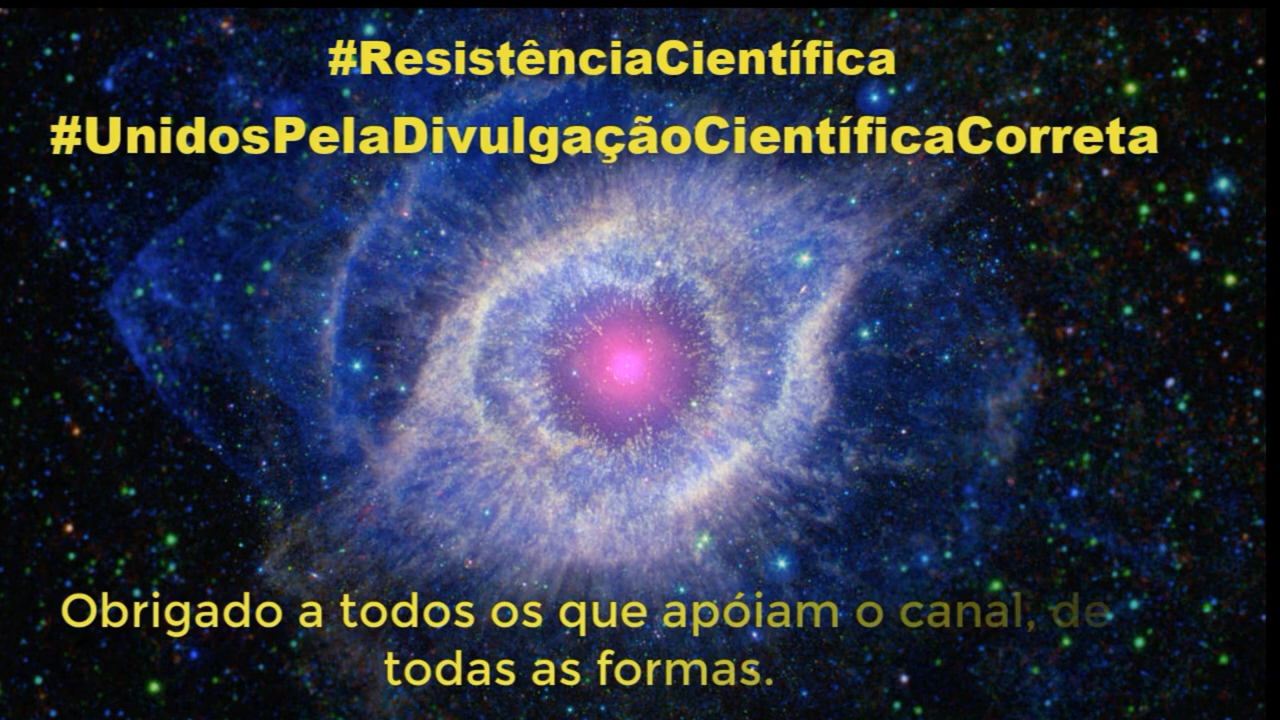 #ResistênciaCientífica
#UnidosPelaDivulgaçãoCientíficaCorreta
Obrigado a todos os que apóiam o canal, de
todas as formas.